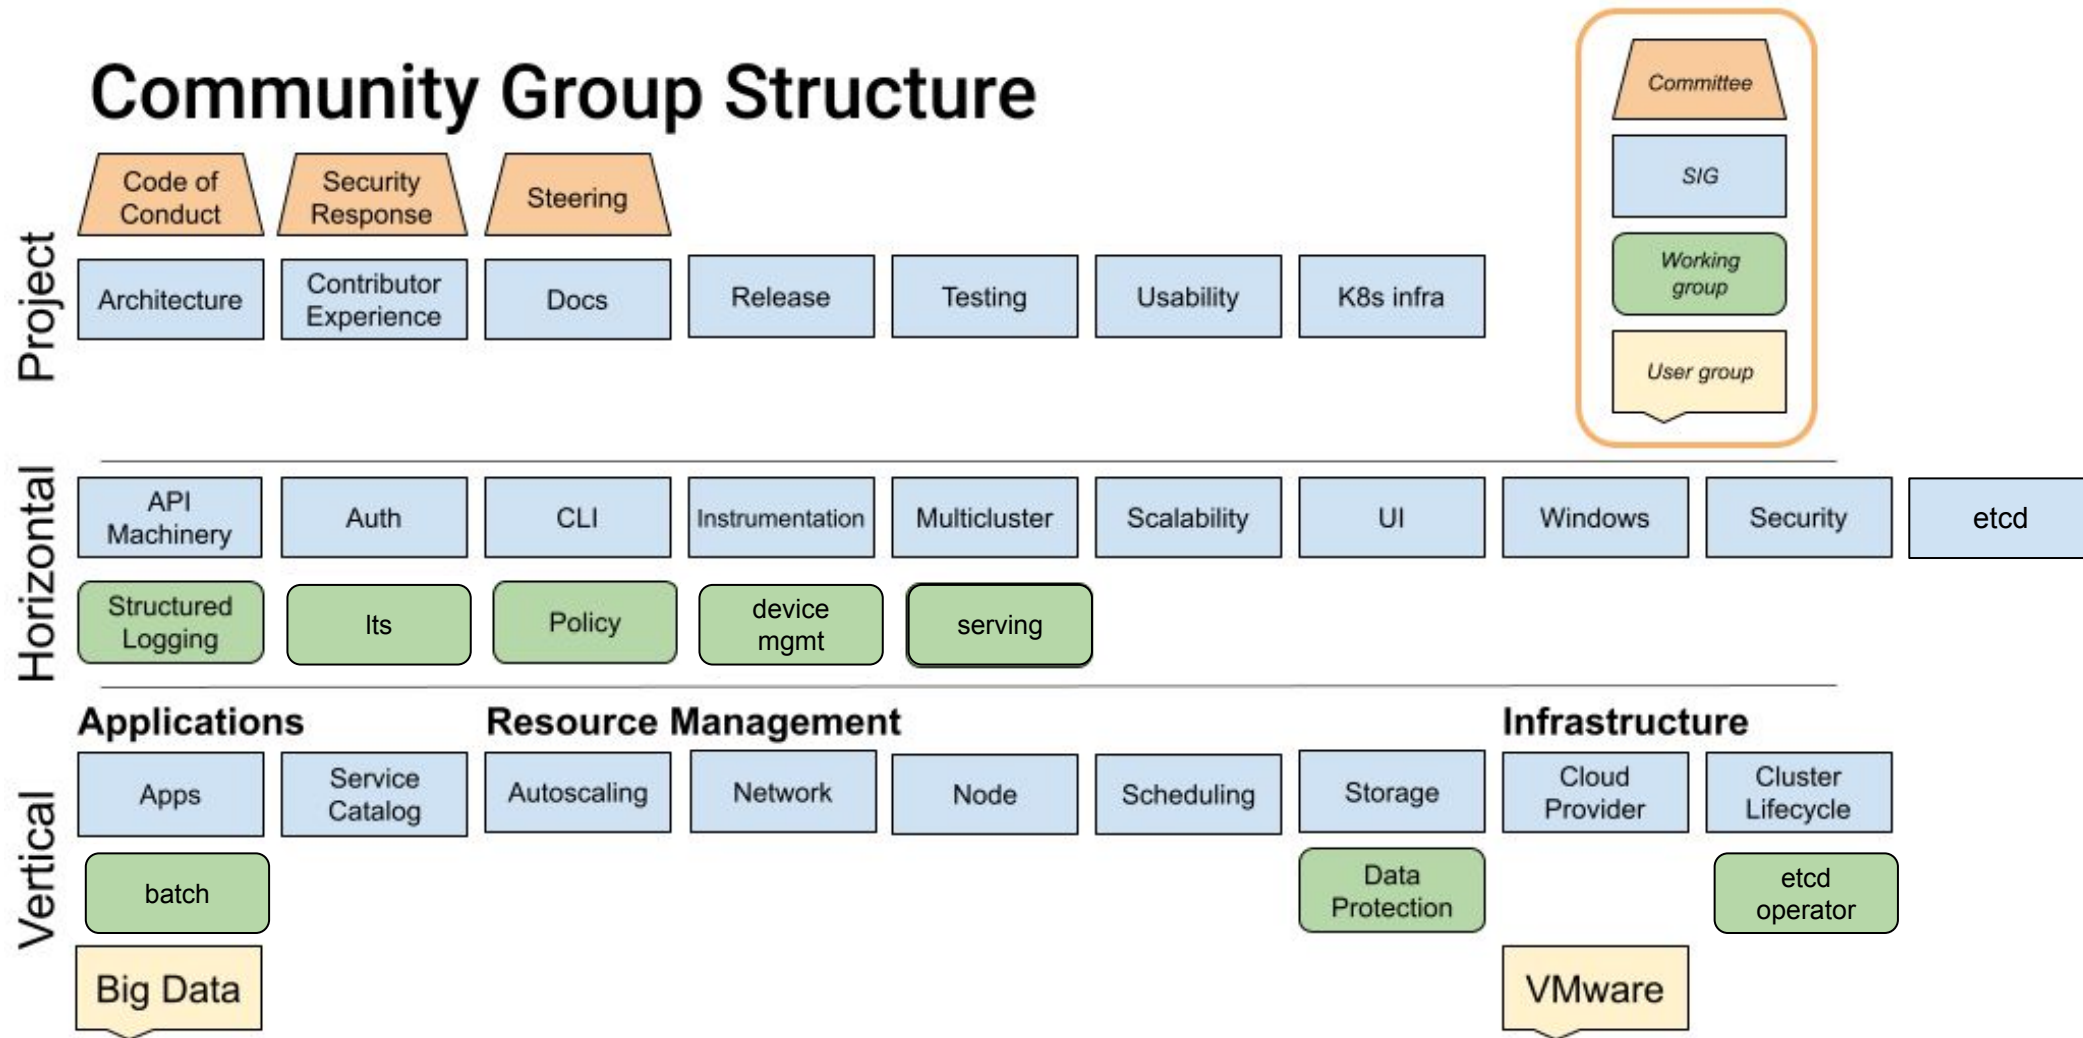 Community Group Structure
Committee
SIG
Working
group
User group
Project
Code of
Conduct
Security
Response
Steering
Architecture
Contributor
Experience
Docs
Release
Testing
Usability
K8s infra
Horizontal
API
Machinery
Auth
CLI
Instrumentation
Multicluster
Scalability
UI
Windows
Security
etcd
Structured
Logging
lts
Policy
device
mgmt
serving
Vertical
Applications
Resource Management
Infrastructure
Apps
Service
Catalog
Autoscaling
Network
Node
Scheduling
Storage
Cloud
Provider
Cluster
Lifecycle
batch
Data
Protection
etcd
operator
Big Data
VMware